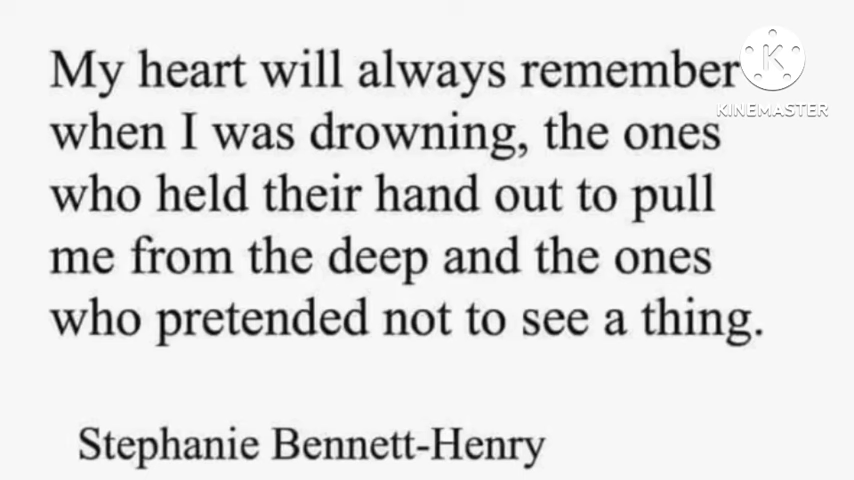 My heart will always remember
when I was drowning, the ones
who held their hand out to pull
me from the deep and the ones
who pretended not to see a thing.
Stephanie Bennett-Henry
K
KINEMASTER